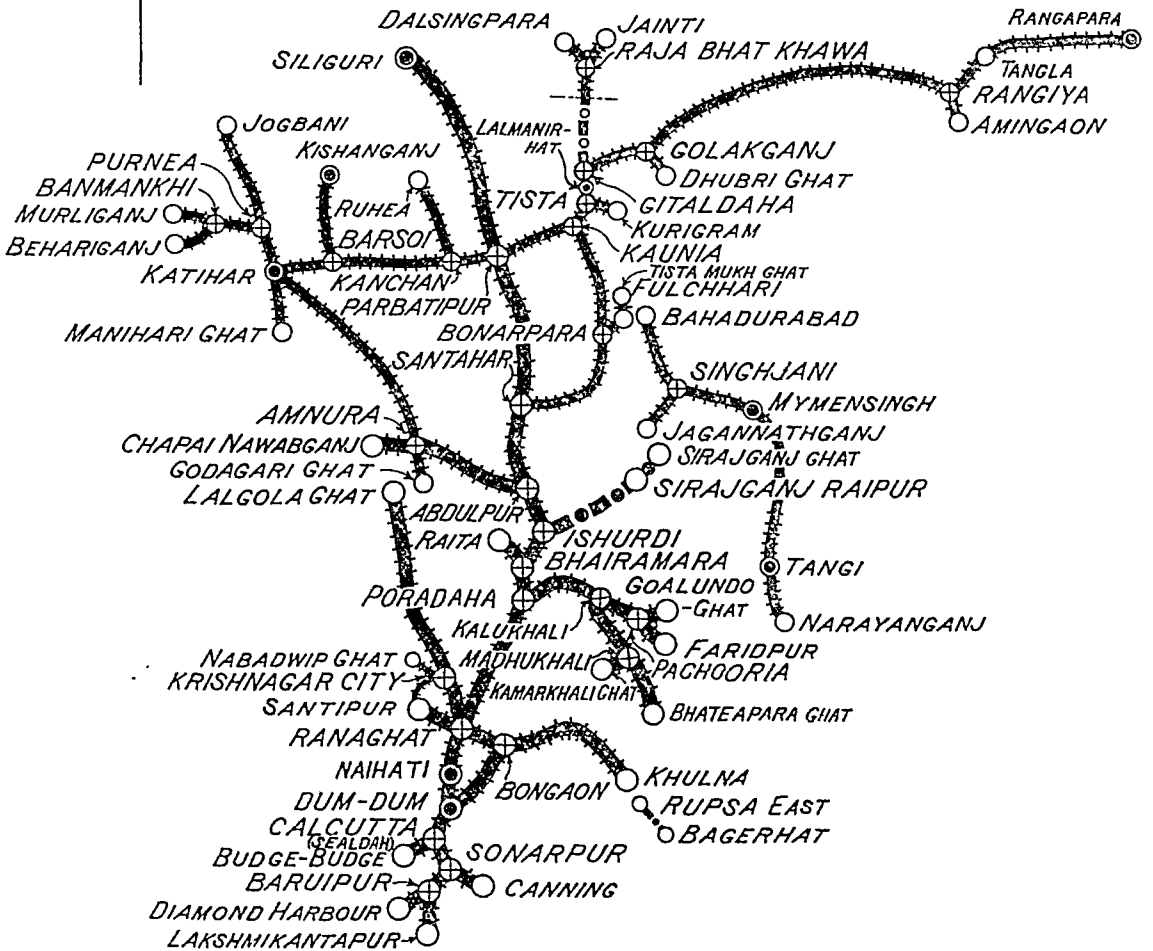 DALSINGPARA
JAINTI
RANGAPARA
SILIGURI
RAJA BHAT KHAWA
TANGLA
RANGIYA
AMINGAON
JOGBANI
LALMANIR-
HAT
KISHANGANJ
PURNEA
GOLAKGANJ
BANMANKHI
DHUBRI GHAT
MURLIGANJ
RUHEA
TISTA
GITALDAHA
KURIGRAM
BEHARIGANJ
BARSOI
KAUNIA
KATIHAR
KANCHAN
TISTA MUKH GHAT
PARBATIPUR
FULCHHARI
MANIHARI GHAT
BONARPARA
BAHADURABAD
SANTAHAR
SINGHJANI
MYMENSINGH
AMNURA
JAGANNATHGANJ
CHAPAI NAWABGANJ
SIRAJGANJ GHAT
GODAGARI GHAT
SIRAJGANJ RAIPUR
LALGOLA GHAT
ABDULPUR
RAITA
ISHURDI
BHAIRAMARA
TANGI
GOALUNDO
-GHAT
PORADAHA
NARAYANGANJ
KALUKHALI
FARIDPUR
NABADWIP GHAT
MADHUKHALI
PACHOORIA
KRISHNAGAR CITY
KAMARKHALI GHAT
SANTIPUR
BHATEAPARA GHAT
RANAGHAT
NAIHATI
KHULNA
BONGAON
DUM-DUM
RUPSA EAST
CALCUTTA
(SEALDAH)
BAGERHAT
BUDGE-BUDGE
SONARPUR
BARUIPUR
CANNING
DIAMOND HARBOUR
LAKSHMIKANTAPUR